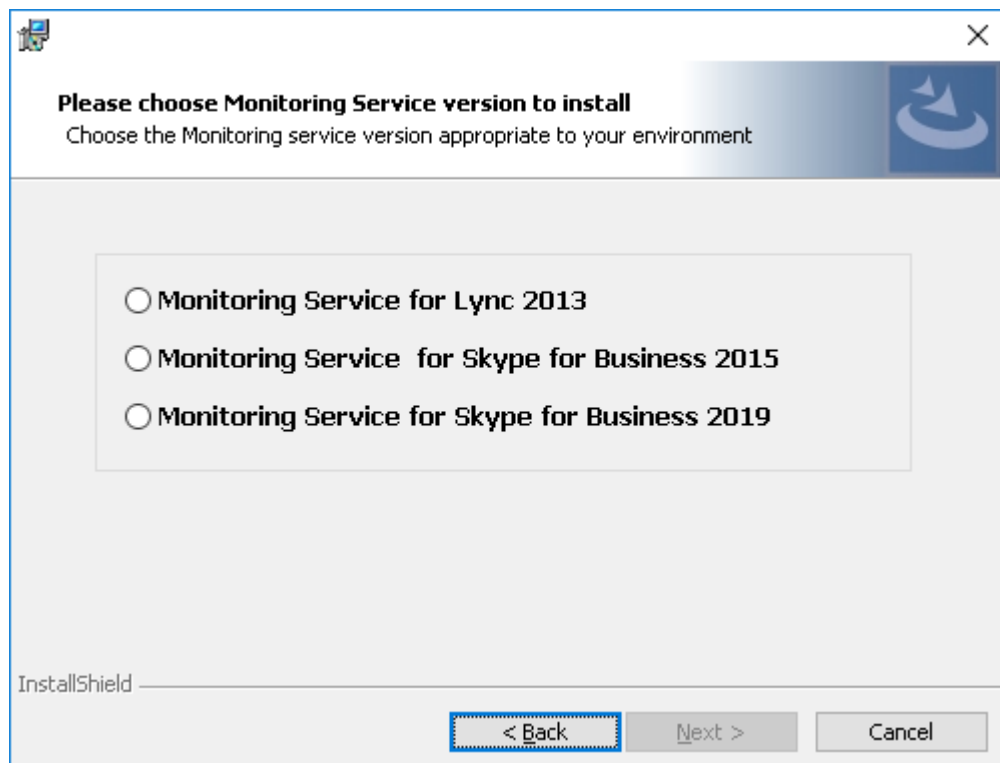 Please choose Monitoring Service version to install
Choose the Monitoring service version appropriate to your environment
Monitoring Service for Lync 2013
Monitoring Service  for Skype for Business 2015
Monitoring Service for Skype for Business 2019
InstallShield
< Back Next > Cancel